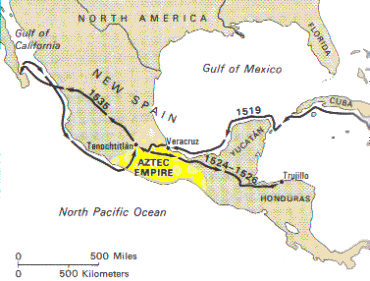 NORTH AMERICA
Gulf of
California
FLORIDA
NEW SPAIN
Gulf of Mexico
1535
1519
CUBA
YUCATÁN
Tenochtitlán
Veracruz
AZTEC
EMPIRE
1524-1526
Trujillo
HONDURAS
North Pacific Ocean
0 500 Miles
0 500 Kilometers